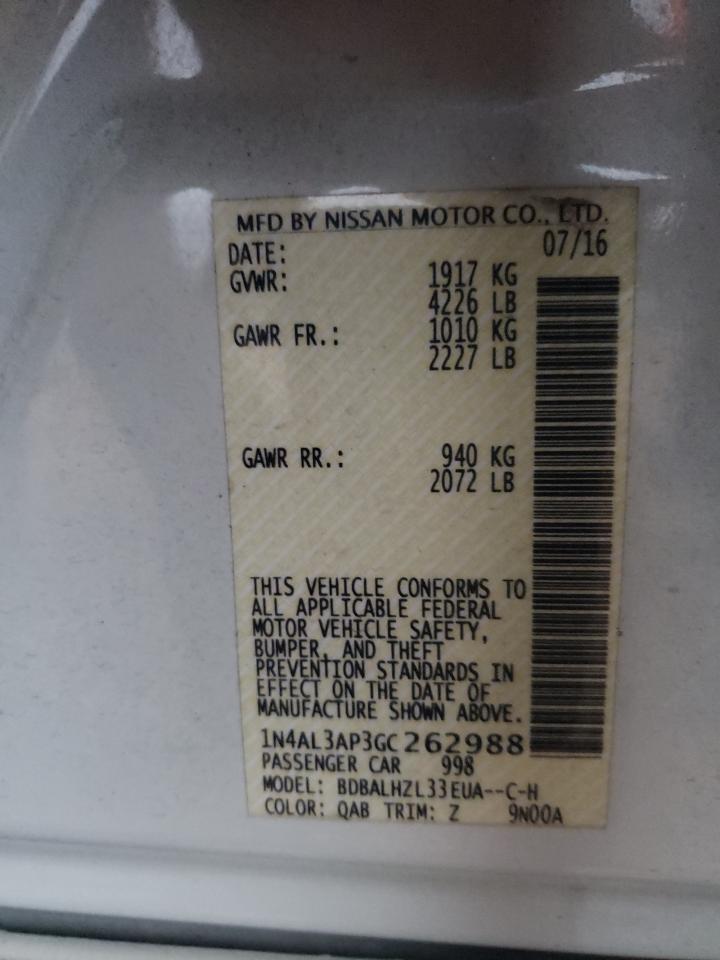 MFD BY NISSAN MOTOR CO., LTD.
DATE: 07/16
GVWR: 1917 KG
4226 LB
GAWR FR.: 1010 KG
2227 LB
GAWR RR.: 940 KG
2072 LB
THIS VEHICLE CONFORMS TO
ALL APPLICABLE FEDERAL
MOTOR VEHICLE SAFETY,
BUMPER, AND THEFT
PREVENTION STANDARDS IN
EFFECT ON THE DATE OF
MANUFACTURE SHOWN ABOVE.
1N4AL3AP3GC262988
PASSENGER CAR 998
MODEL: BDBALHZL33EUA--C-H
COLOR: QAB TRIM: Z 9N00A